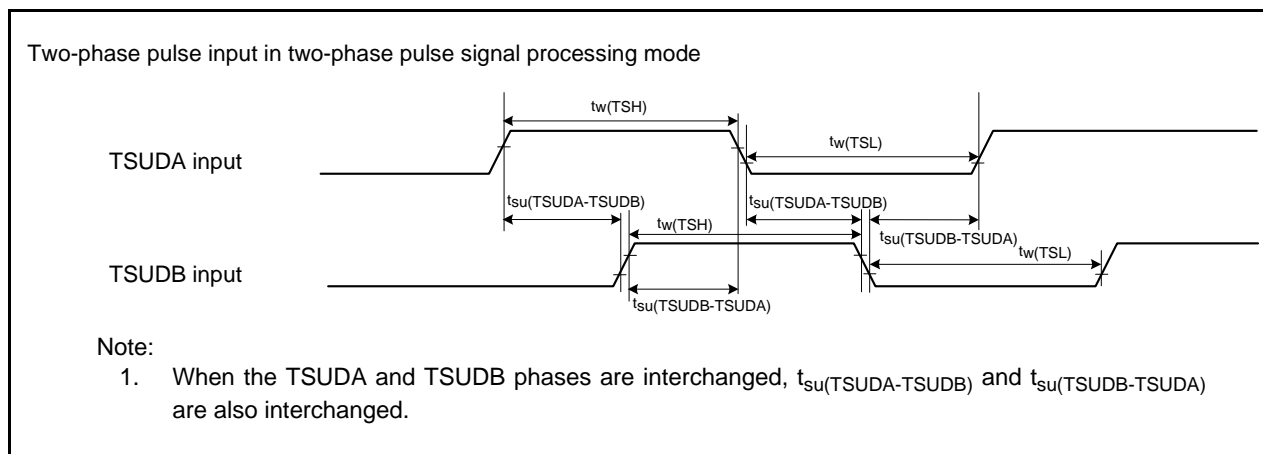 Two-phase pulse input in two-phase pulse signal processing mode
tw(TSH)
TSUDA input
tw(TSL)
tsu(TSUDA-TSUDB)
tsu(TSUDA-TSUDB)
tw(TSH)
tsu(TSUDB-TSUDA)
tw(TSL)
TSUDB input
tsu(TSUDB-TSUDA)
Note:
1. When the TSUDA and TSUDB phases are interchanged, tsu(TSUDA-TSUDB) and tsu(TSUDB-TSUDA)
are also interchanged.